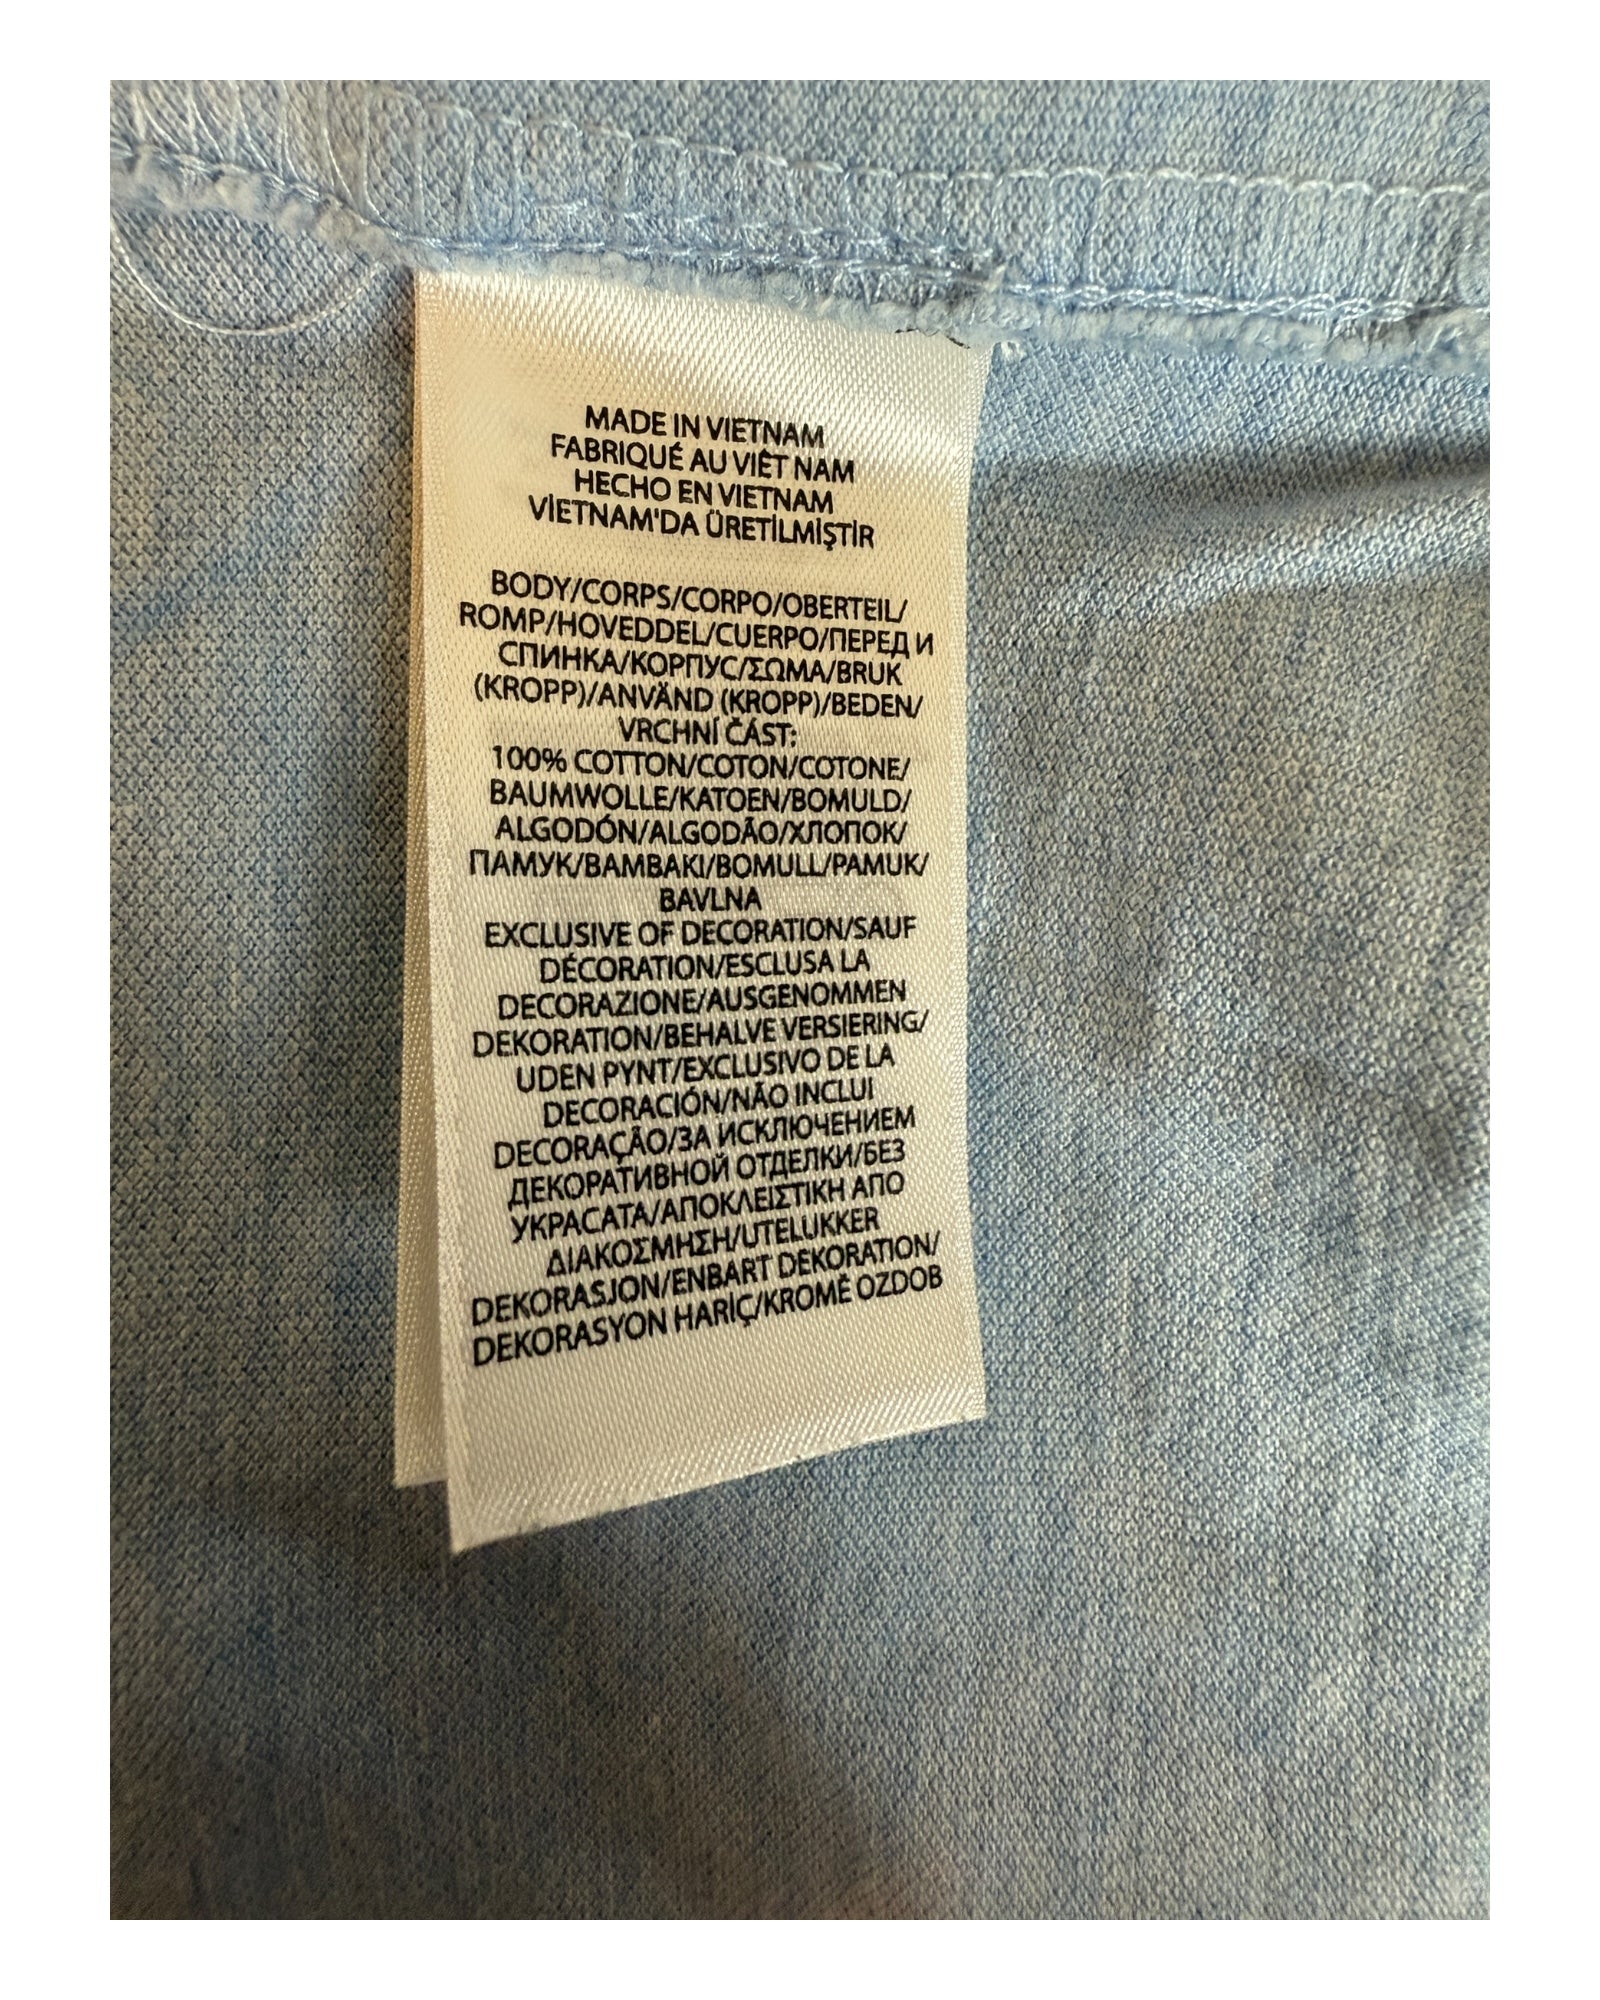 MADE IN VIETNAM
FABRIQUÉ AU VIÊT NAM
HECHO EN VIETNAM
VİETNAM'DA ÜRETİLMİŞTİR
BODY/CORPS/CORPO/OBERTEIL/
ROMP/HOVEDDEL/CUERPO/ПЕРЕД И
СПИНКА/КОРПУС/ΣΩΜΑ/BRUK
(KROPP)/ANVÄND (KROPP)/BEDEN/
VRCHNÍ ČÁST:
100% COTTON/COTON/COTONE/
BAUMWOLLE/KATOEN/BOMULD/
ALGODÓN/ALGODÃO/ХЛОПОК/
ПАМУК/BAMBAKI/BOMULL/PAMUK/
BAVLNA
EXCLUSIVE OF DECORATION/SAUF
DÉCORATION/ESCLUSA LA
DECORAZIONE/AUSGENOMMEN
DEKORATION/BEHALVE VERSIERING/
UDEN PYNT/EXCLUSIVO DE LA
DECORACIÓN/NÃO INCLUI
DECORAÇÃO/ЗА ИСКЛЮЧЕНИЕМ
ДЕКОРАТИВНОЙ ОТДЕЛКИ/БЕЗ
УКРАСАТА/ΑΠΟΚΛΕΙΣΤΙΚΗ ΑΠΟ
ΔΙΑΚΟΣΜΗΣΗ/UTELUKKER
DEKORASJON/ENBART DEKORATION/
DEKORASYON HARİÇ/KROMĚ OZDOB